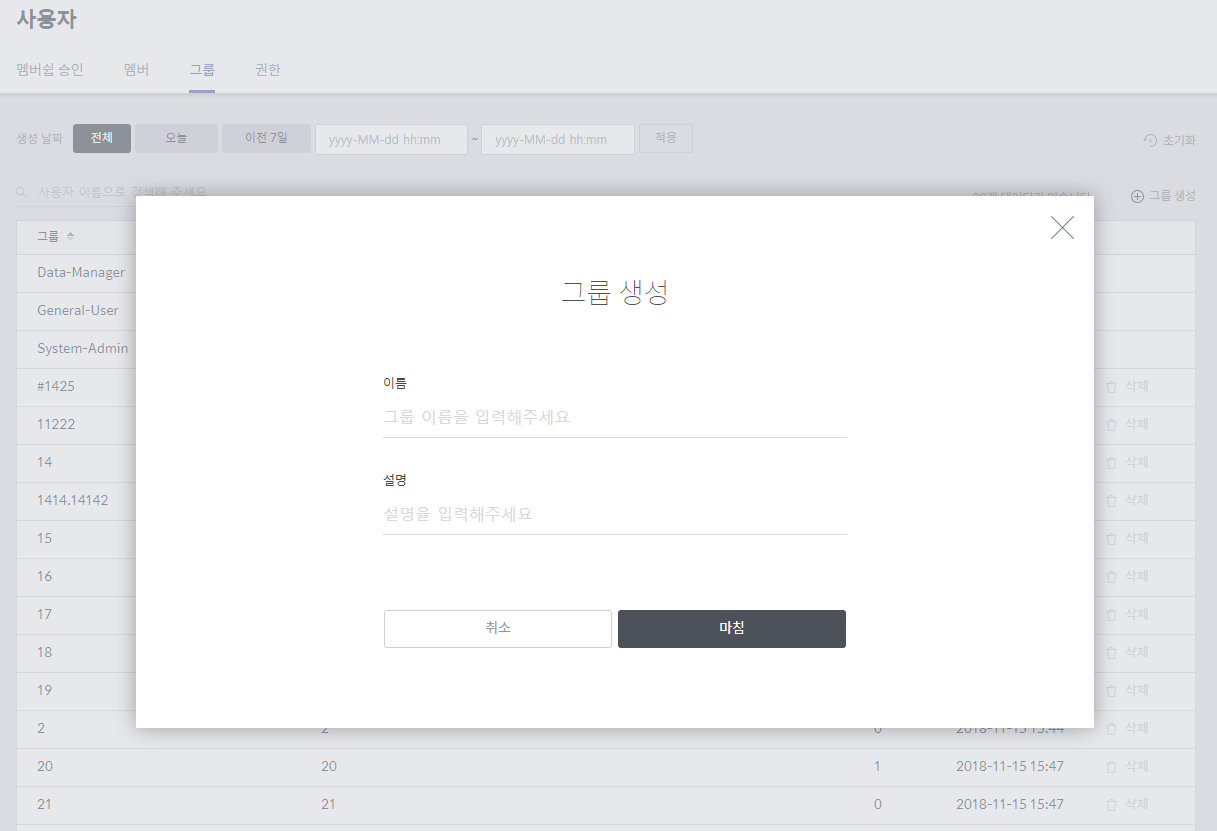 사용자
멤버쉽 승인 멤버 그룹 권한
생성 날짜 전체 오늘 이전 7일 yyyy-MM-dd hh:mm ~ yyyy-MM-dd hh:mm 적용 초기화
사용자 이름으로 검색해 주세요
그룹 생성
그룹
Data-Manager
General-User
System-Admin
#1425 삭제
11222 삭제
14 삭제
1414.14142 삭제
15 삭제
16 삭제
17 삭제
18 삭제
19 삭제
2 2 0 2018-11-15 15:44 삭제
20 20 1 2018-11-15 15:47 삭제
21 21 0 2018-11-15 15:47 삭제
그룹 생성
이름
그룹 이름을 입력해주세요
설명
설명을 입력해주세요
취소 마침